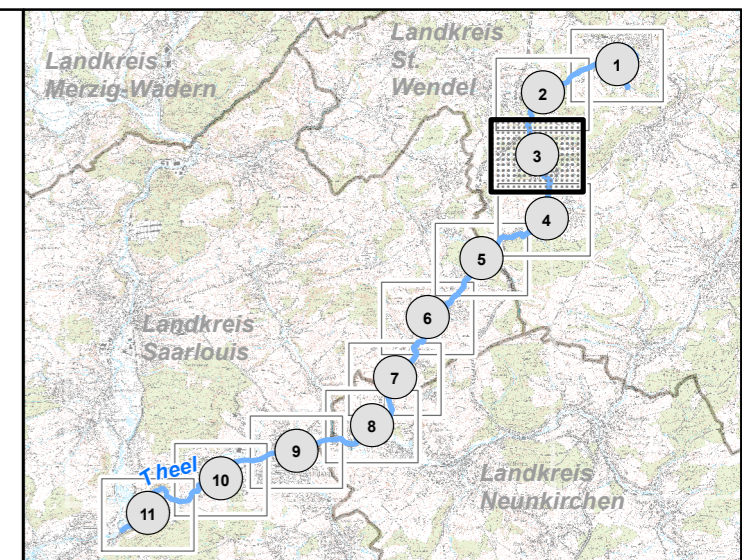 Landkreis
Merzig-Wadern
Landkreis
St.
Wendel
1
2
3
4
5
6
Landkreis
Saarlouis
7
8
9
10
11
Theel
Landkreis
Neunkirchen